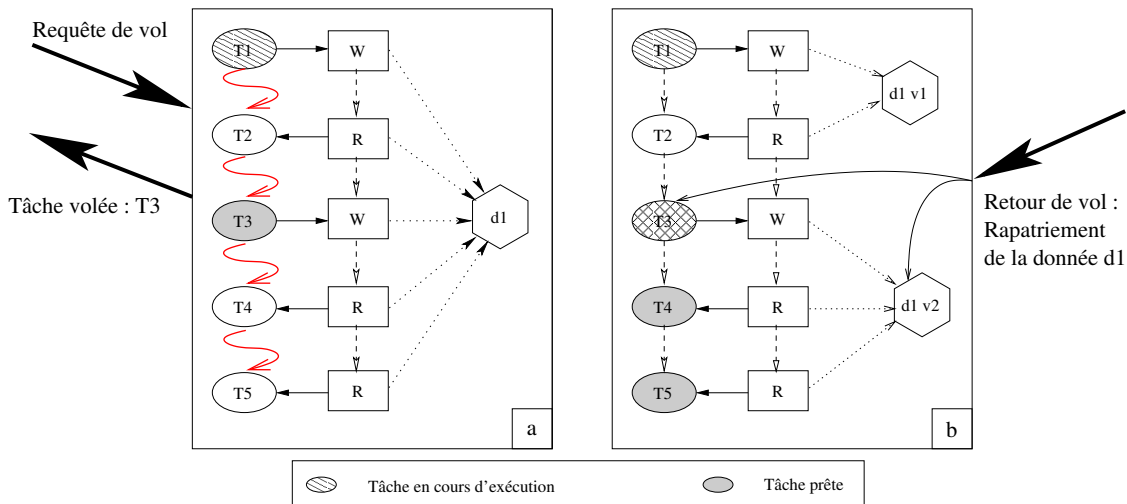 Requête de vol
Tâche volée : T3
T1
W
T2
R
T3
W
d1
T4
R
T5
R
a
T1
W
d1 v1
T2
R
T3
W
T4
R
d1 v2
T5
R
b
Retour de vol :
Rapatriement
de la donnée d1
Tâche en cours d'exécution
Tâche prête